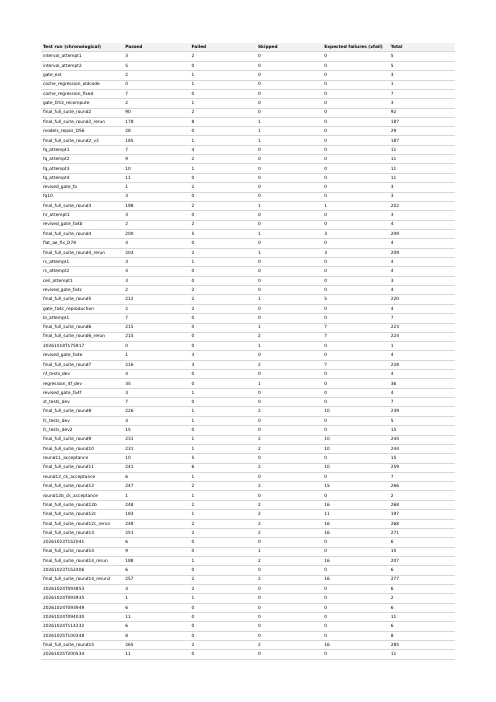 Test run (chronological) Passed Failed Skipped Expected failures (xfail) Total
interval_attempt1 3 2 0 0 5
interval_attempt2 5 0 0 0 5
gate_ext 2 1 0 0 3
cache_regression_oldcode 0 1 0 0 1
cache_regression_fixed 7 0 0 0 7
gate_D53_recompute 2 1 0 0 3
final_full_suite_round2 90 2 0 0 92
final_full_suite_round2_rerun 178 8 1 0 187
models_repair_D56 28 0 1 0 29
final_full_suite_round2_v3 185 1 1 0 187
fq_attempt1 7 4 0 0 11
fq_attempt2 9 2 0 0 11
fq_attempt3 10 1 0 0 11
fq_attempt4 11 0 0 0 11
revised_gate_fa 1 2 0 0 3
fq10 3 0 0 0 3
final_full_suite_round3 198 2 1 1 202
hr_attempt1 3 0 0 0 3
revised_gate_fa4b 2 2 0 0 4
final_full_suite_round4 200 5 1 3 209
flat_ae_fix_D78 4 0 0 0 4
final_full_suite_round4_rerun 203 2 1 3 209
rs_attempt1 3 1 0 0 4
rs_attempt2 4 0 0 0 4
ced_attempt1 3 0 0 0 3
revised_gate_fa4c 2 2 0 0 4
final_full_suite_round5 212 2 1 5 220
gate_fa4c_reproduction 2 2 0 0 4
bi_attempt1 7 0 0 0 7
final_full_suite_round6 215 0 1 7 223
final_full_suite_round6_rerun 215 0 2 7 224
20261018T175917 0 0 1 0 1
revised_gate_fa4e 1 3 0 0 4
final_full_suite_round7 216 3 2 7 228
nf_tests_dev 4 0 0 0 4
regression_4f_dev 35 0 1 0 36
revised_gate_fa4f 3 1 0 0 4
st_tests_dev 7 0 0 0 7
final_full_suite_round8 226 1 2 10 239
fc_tests_dev 4 1 0 0 5
fc_tests_dev2 15 0 0 0 15
final_full_suite_round9 231 1 2 10 244
final_full_suite_round10 231 1 2 10 244
round11_acceptance 10 5 0 0 15
final_full_suite_round11 241 6 2 10 259
round12_ck_acceptance 6 1 0 0 7
final_full_suite_round12 247 2 2 15 266
round12b_ck_acceptance 1 1 0 0 2
final_full_suite_round12b 248 2 2 16 268
final_full_suite_round12c 183 1 2 11 197
final_full_suite_round12c_rerun 248 2 2 16 268
final_full_suite_round13 251 2 2 16 271
20261023T152041 6 0 0 0 6
final_full_suite_round14 9 0 1 0 10
final_full_suite_round14_rerun 188 1 2 16 207
20261023T152406 6 0 0 0 6
final_full_suite_round14_rerun2 257 2 2 16 277
20261024T093853 4 2 0 0 6
20261024T093935 1 1 0 0 2
20261024T093949 6 0 0 0 6
20261024T094030 11 0 0 0 11
20261024T114232 6 0 0 0 6
20261025T100348 8 0 0 0 8
final_full_suite_round15 265 2 2 16 285
20261025T200534 11 0 0 0 11